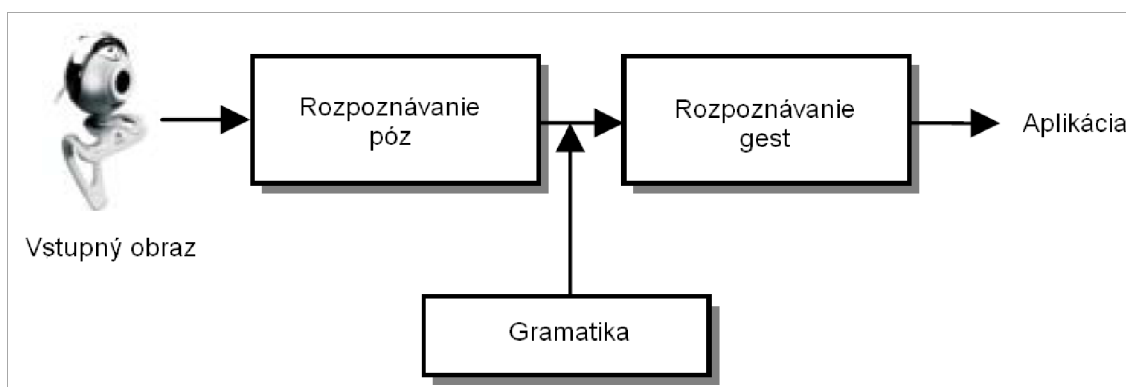 Rozpoznávanie
póz
Rozpoznávanie
gest
Aplikácia
Vstupný obraz
Gramatika